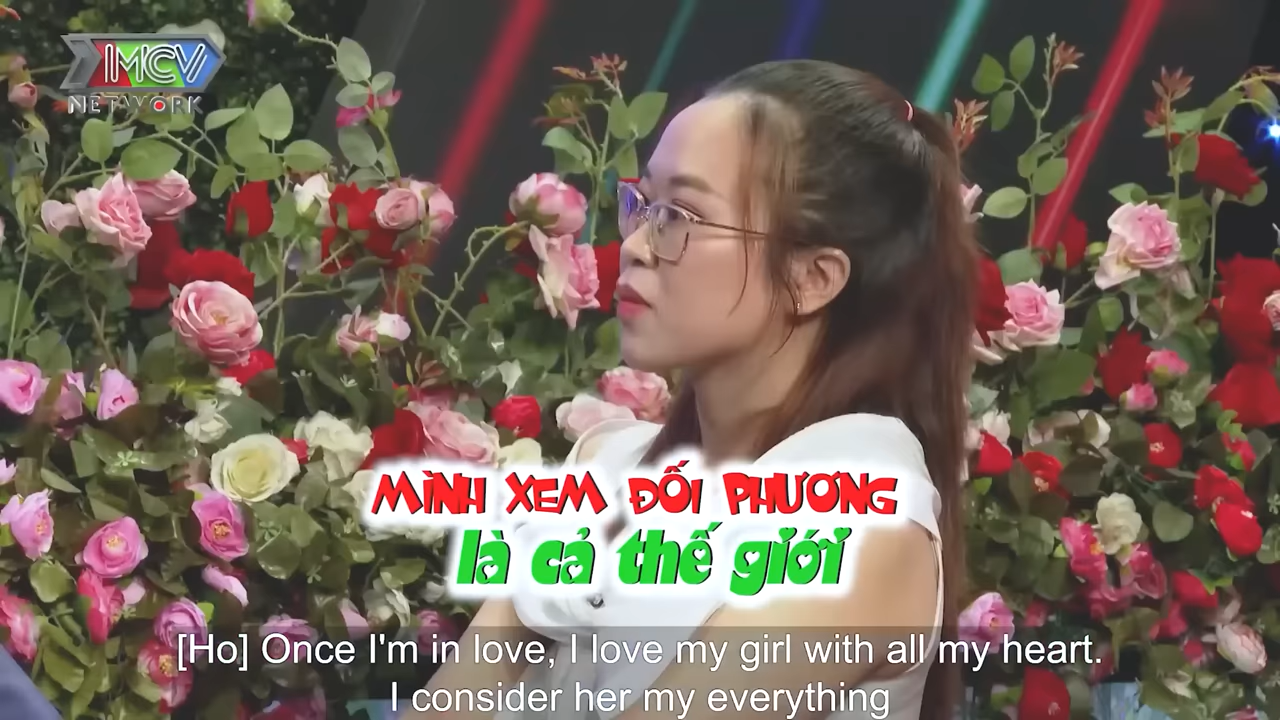 MCV
NETWORK
MÌNH XEM ĐỐI PHƯƠNG
là cả thế giới
[Ho] Once I'm in love, I love my girl with all my heart.
I consider her my everything